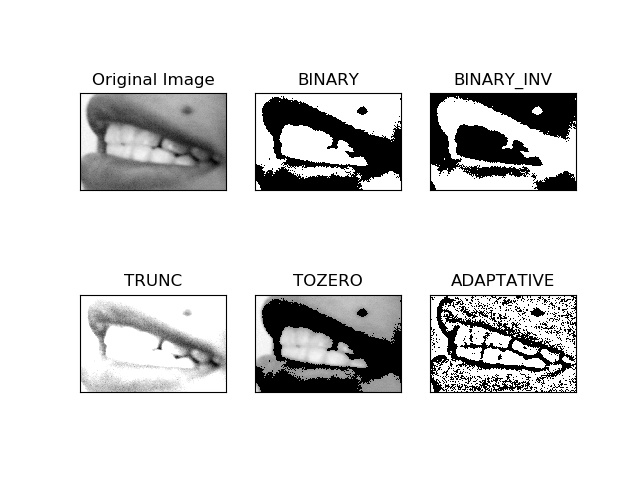 Original Image
BINARY
BINARY_INV
TRUNC
TOZERO
ADAPTATIVE